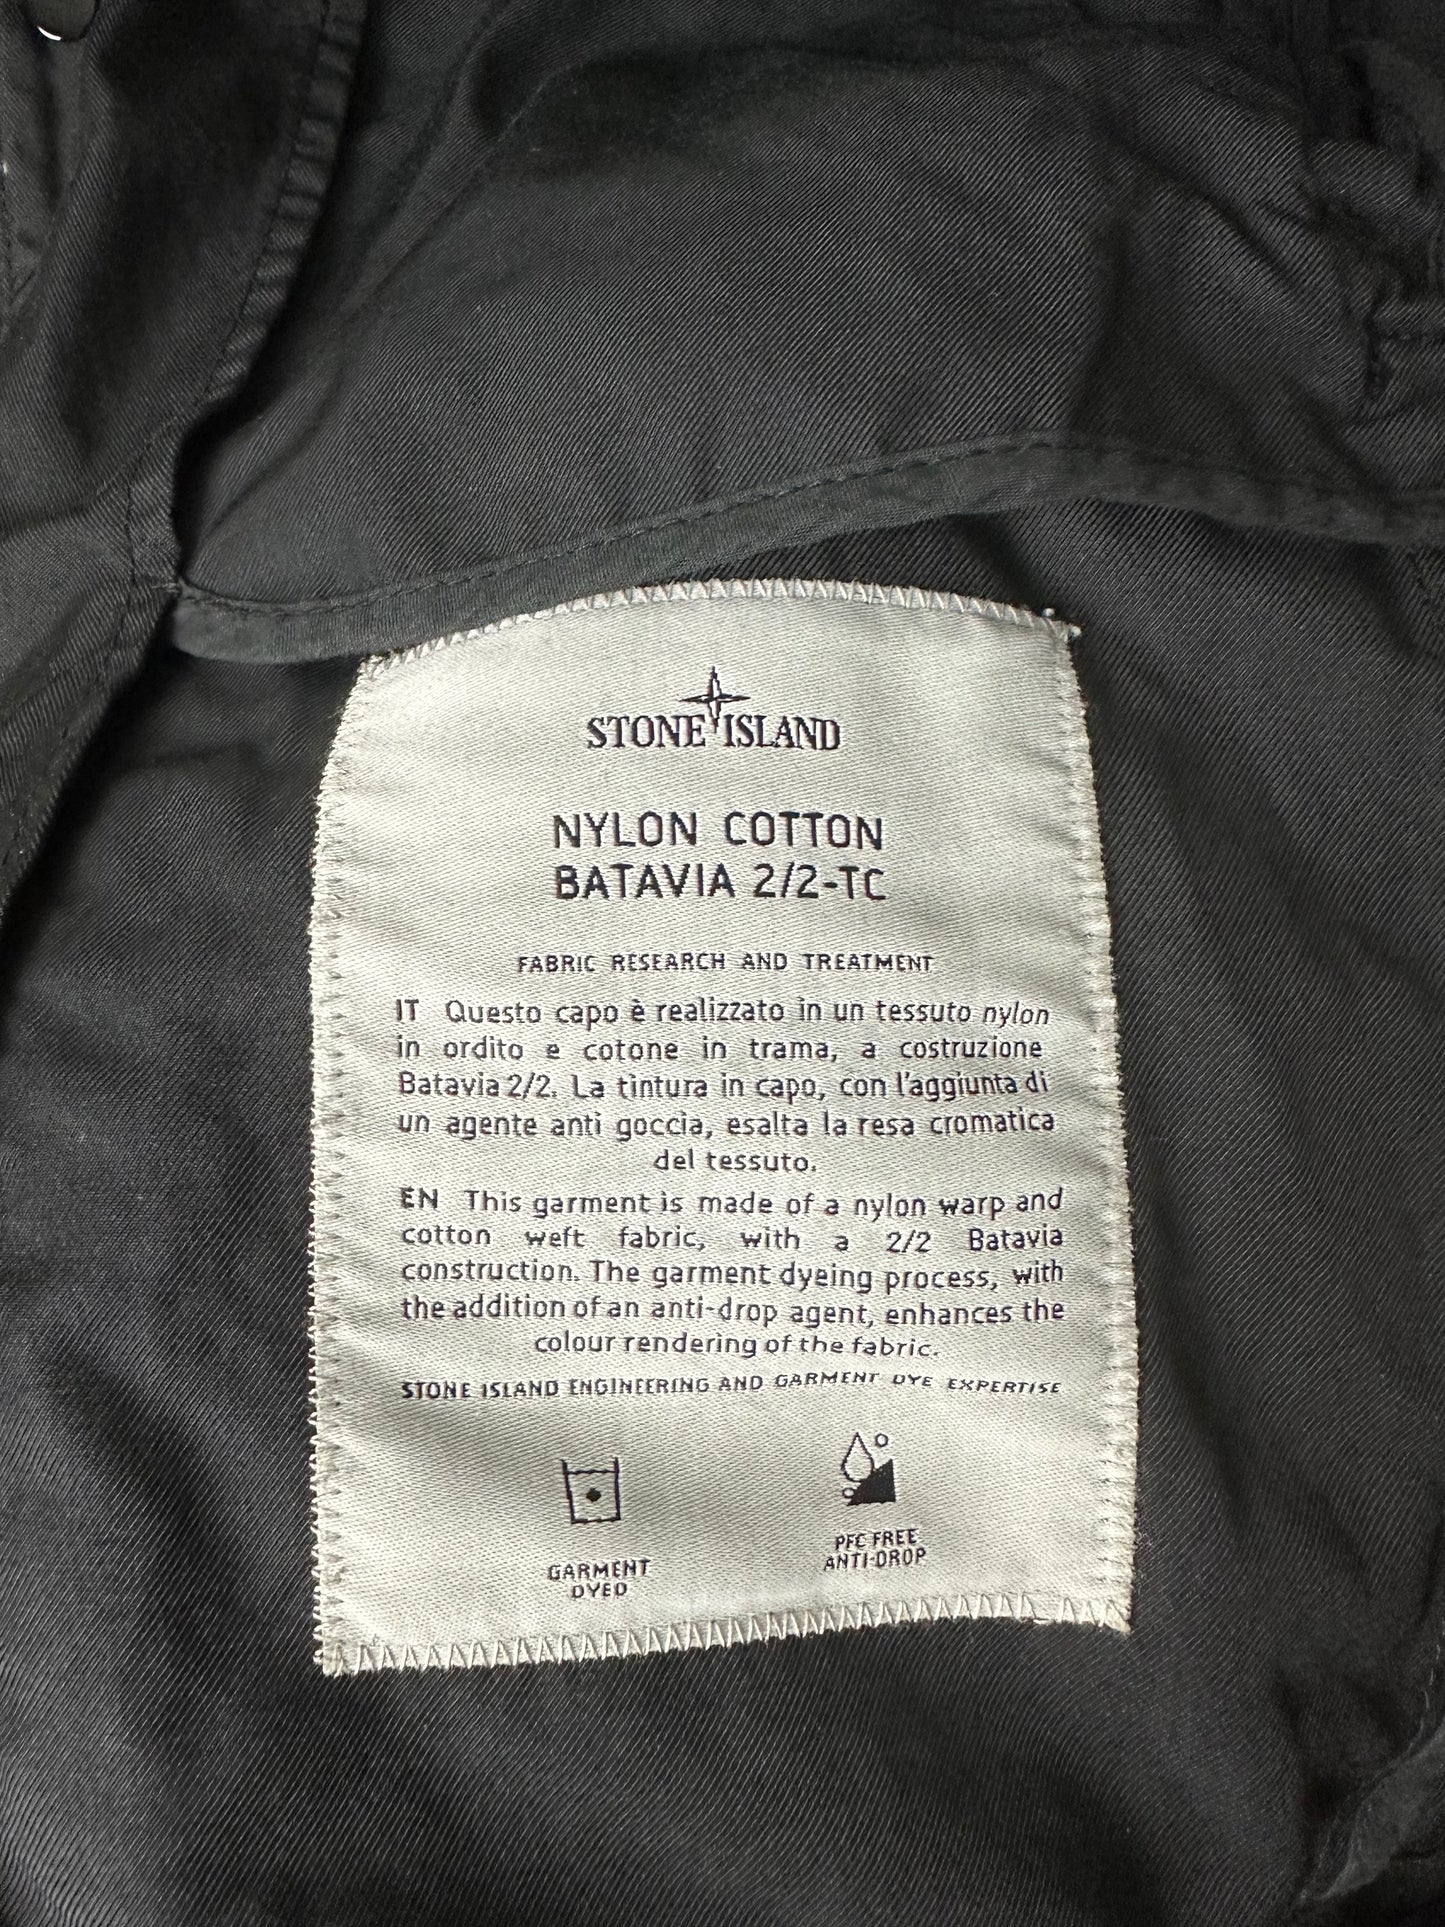 STONE ISLAND
NYLON COTTON
BATAVIA 2/2-TC
FABRIC RESEARCH AND TREATMENT
IT Questo capo è realizzato in un tessuto nylon
in ordito e cotone in trama, a costruzione
Batavia 2/2. La tintura in capo, con l'aggiunta di
un agente anti goccia, esalta la resa cromatica
del tessuto.
EN This garment is made of a nylon warp and
cotton weft fabric, with a 2/2 Batavia
construction. The garment dyeing process, with
the addition of an anti-drop agent, enhances the
colour rendering of the fabric.
STONE ISLAND ENGINEERING AND GARMENT DYE EXPERTISE
GARMENT
DYED
PFC FREE
ANTI-DROP